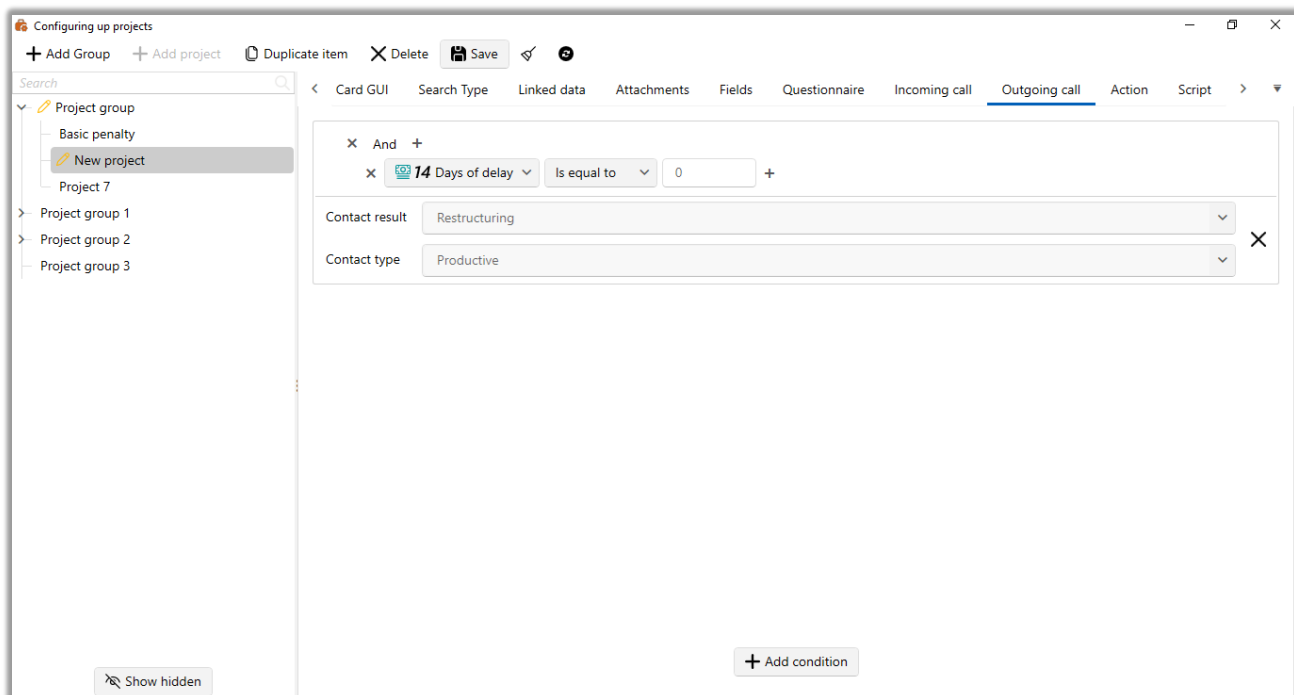 Configuring up projects
Add Group Add project Duplicate item Delete Save
Search
Project group
Basic penalty
New project
Project 7
Project group 1
Project group 2
Project group 3
Show hidden
Card GUI Search Type Linked data Attachments Fields Questionnaire Incoming call Outgoing call Action Script
And
14 Days of delay Is equal to 0
Contact result Restructuring
Contact type Productive
Add condition